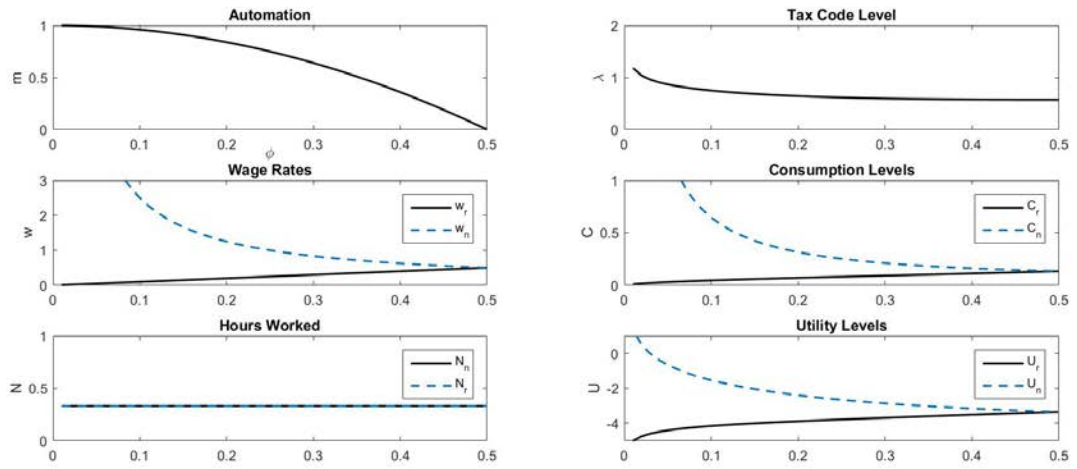 Automation
1
0.5
0
m
0 0.1 0.2 0.3 0.4 0.5
ϕ
Tax Code Level
2
1
0
λ
0 0.1 0.2 0.3 0.4 0.5
Wage Rates
3
2
1
0
w
w_r
w_n
0 0.1 0.2 0.3 0.4 0.5
Consumption Levels
1
0.5
0
C
C_r
C_n
0 0.1 0.2 0.3 0.4 0.5
Hours Worked
1
0.5
0
N
N_n
N_r
0 0.1 0.2 0.3 0.4 0.5
Utility Levels
0
-2
-4
U
U_r
U_n
0 0.1 0.2 0.3 0.4 0.5